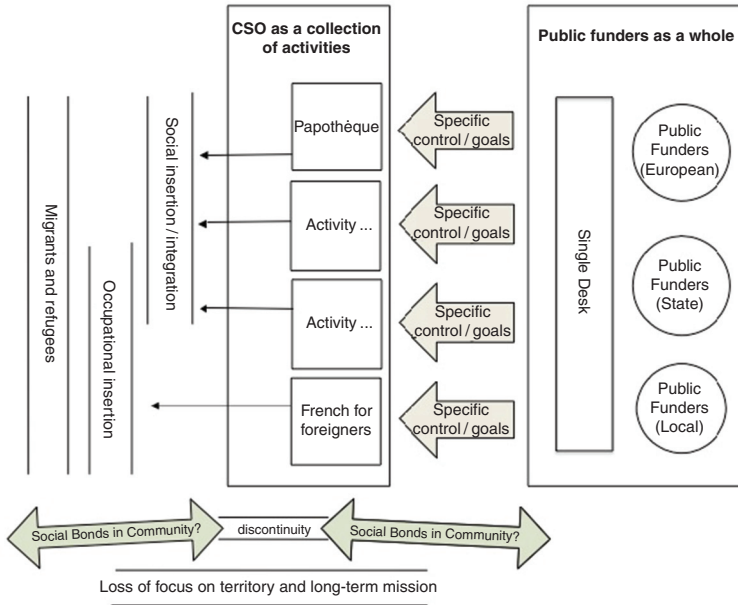 CSO as a collection
of activities
Public funders as a whole
Migrants and refugees
Occupational insertion
Social insertion / integration
Papothèque
Activity ...
Activity ...
French for
foreigners
Specific
control / goals
Specific
control / goals
Specific
control / goals
Specific
control / goals
Single Desk
Public
Funders
(European)
Public
Funders
(State)
Public
Funders
(Local)
Social Bonds in Community?
discontinuity
Social Bonds in Community?
Loss of focus on territory and long-term mission